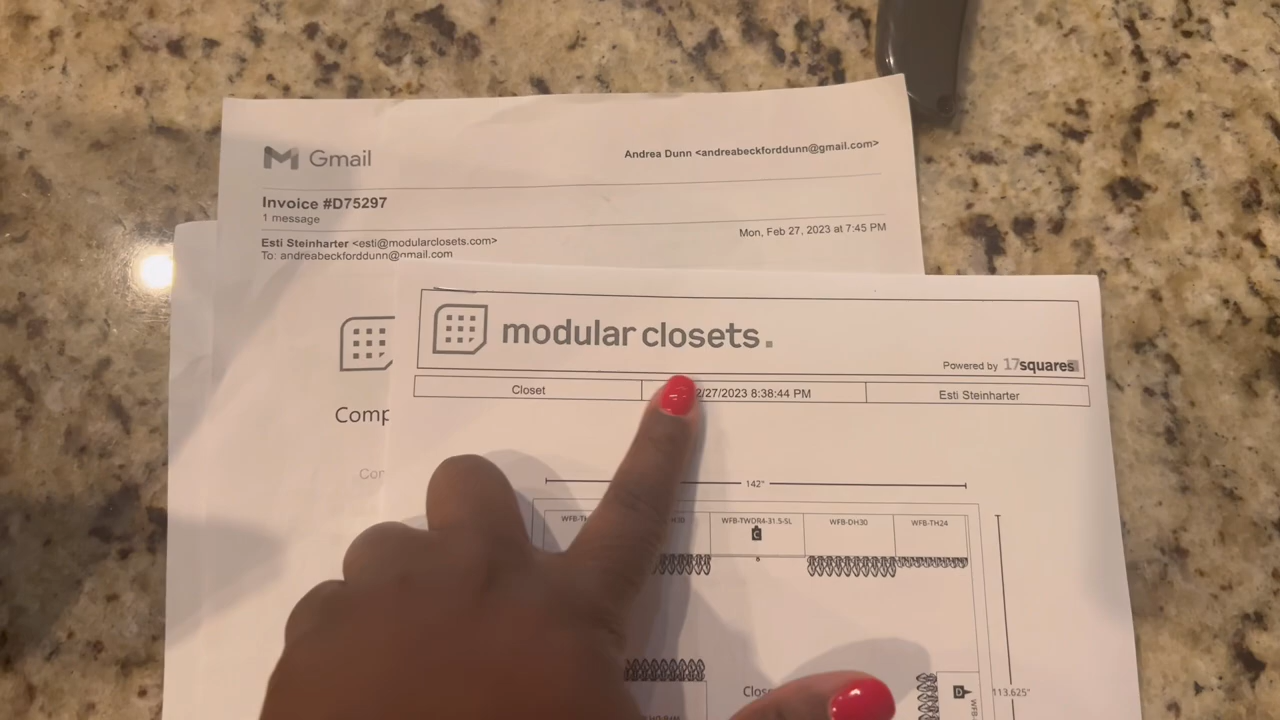 Gmail
Andrea Dunn <andreabeckforddunn@gmail.com>
Invoice #D75297
1 message
Esti Steinharter <esti@modularclosets.com>
Mon, Feb 27, 2023 at 7:45 PM
To: andreabeckforddunn@gmail.com
modular closets.
Powered by 17squares
Closet
2/27/2023 8:38:44 PM
Esti Steinharter
142"
WFB-TWDR4-31.5-5L
WFB-DH30
WFB-TH24
C
D
113.625"